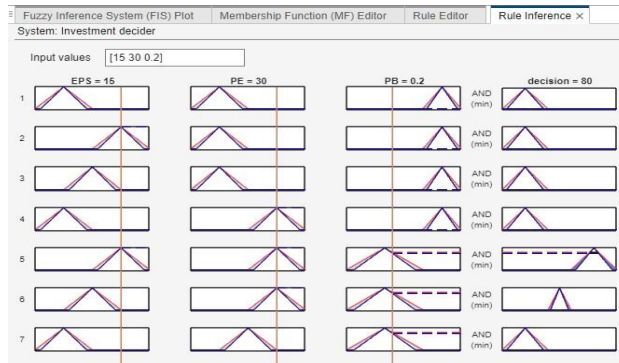 Fuzzy Inference System (FIS) Plot Membership Function (MF) Editor Rule Editor Rule Inference ×
System: Investment decider
Input values [15 30 0.2]
EPS = 15 PE = 30 PB = 0.2 decision = 80
1 AND (min)
2 AND (min)
3 AND (min)
4 AND (min)
5 AND (min)
6 AND (min)
7 AND (min)